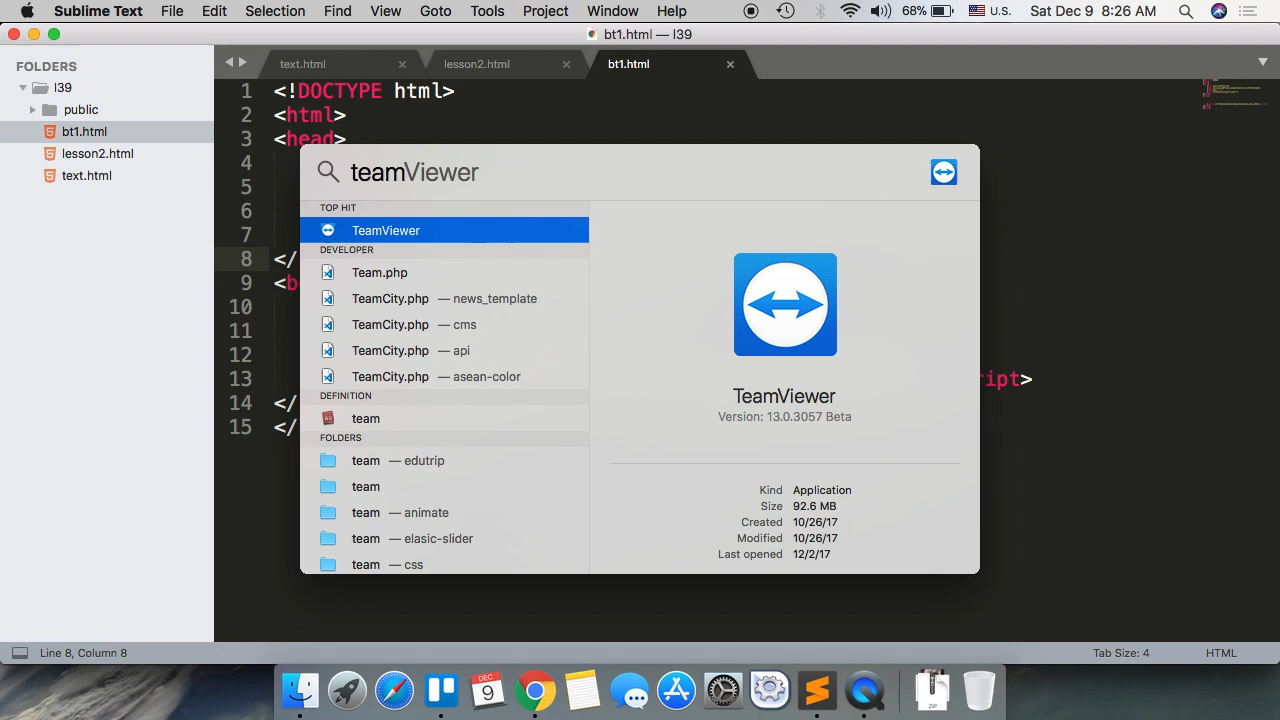 Sublime Text File Edit Selection Find View Goto Tools Project Window Help 68% U.S. Sat Dec 9 8:26 AM
bt1.html — l39
FOLDERS
l39
public
bt1.html
lesson2.html
text.html
text.html lesson2.html bt1.html
1 <!DOCTYPE html>
2 <html>
3 <head>
4
5
6
7
8 </
9 <b
10
11
12
13 ript>
14 </
15 </
teamViewer
TOP HIT
TeamViewer
DEVELOPER
Team.php
TeamCity.php — news_template
TeamCity.php — cms
TeamCity.php — api
TeamCity.php — asean-color
DEFINITION
team
FOLDERS
team — edutrip
team
team — animate
team — elasic-slider
team — css
TeamViewer
Version: 13.0.3057 Beta
Kind Application
Size 92.6 MB
Created 10/26/17
Modified 10/26/17
Last opened 12/2/17
Line 8, Column 8 Tab Size: 4 HTML
DEC
9
ZIP